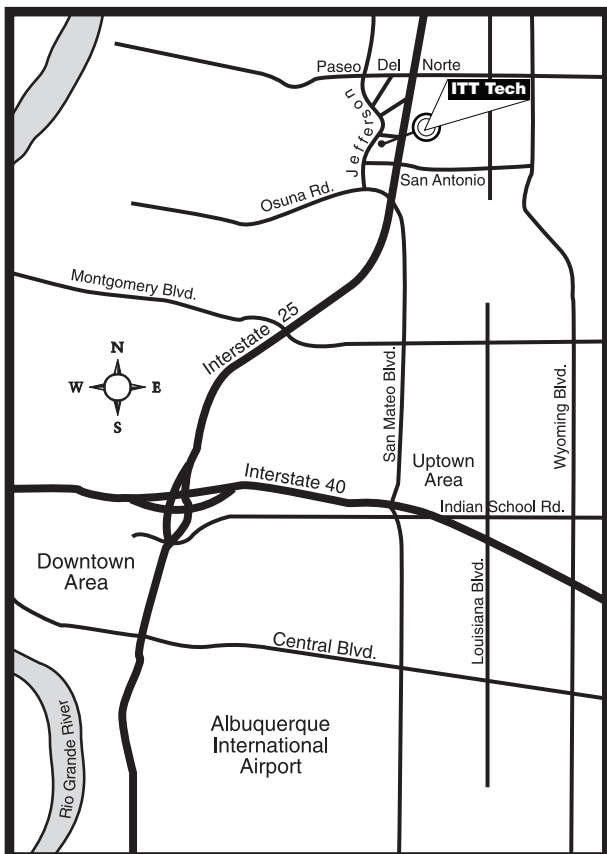 Paseo Del Norte
ITT Tech
Jefferson
San Antonio
Osuna Rd.
Montgomery Blvd.
Interstate 25
N
W E
S
San Mateo Blvd.
Wyoming Blvd.
Uptown
Area
Interstate 40
Indian School Rd.
Downtown
Area
Louisiana Blvd.
Central Blvd.
Rio Grande River
Albuquerque
International
Airport